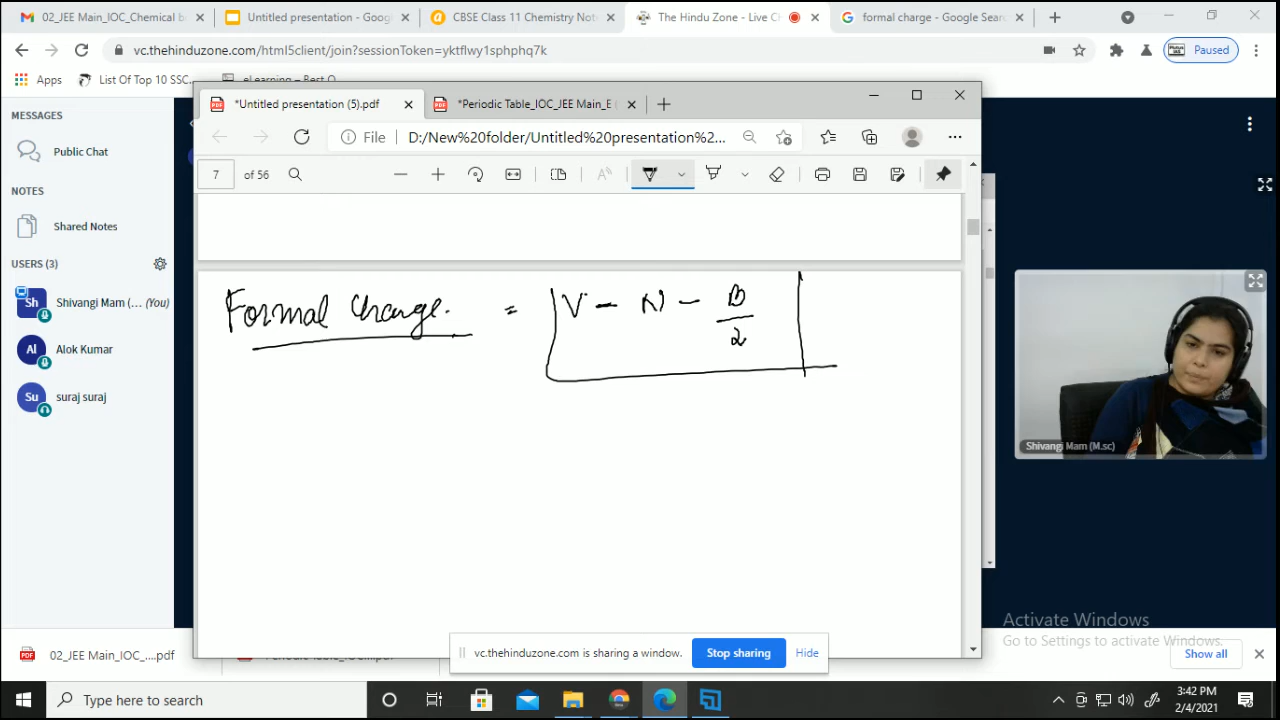 02_JEE Main_IOC_Chemical b
Untitled presentation - Goog
CBSE Class 11 Chemistry Not
The Hindu Zone - Live C
formal charge - Google Sear
vc.thehinduzone.com/html5client/join?sessionToken=yktflwy1sphphq7k
Paused
Apps
List Of Top 10 SSC...
eLearning – Best O
MESSAGES
Public Chat
NOTES
Shared Notes
USERS (3)
Sh
Shivangi Mam (... (You)
Al
Alok Kumar
Su
suraj suraj
*Untitled presentation (5).pdf
*Periodic Table_IOC_JEE Main_E (
File
D:/New%20folder/Untitled%20presentation%2...
7 of 56
Formal Charge. = V - N - B/2
Shivangi Mam (M.sc)
Activate Windows
Go to Settings to activate Windows.
vc.thehinduzone.com is sharing a window.
Stop sharing
Hide
02_JEE Main_IOC_....pdf
Show all
Type here to search
3:42 PM
2/4/2021